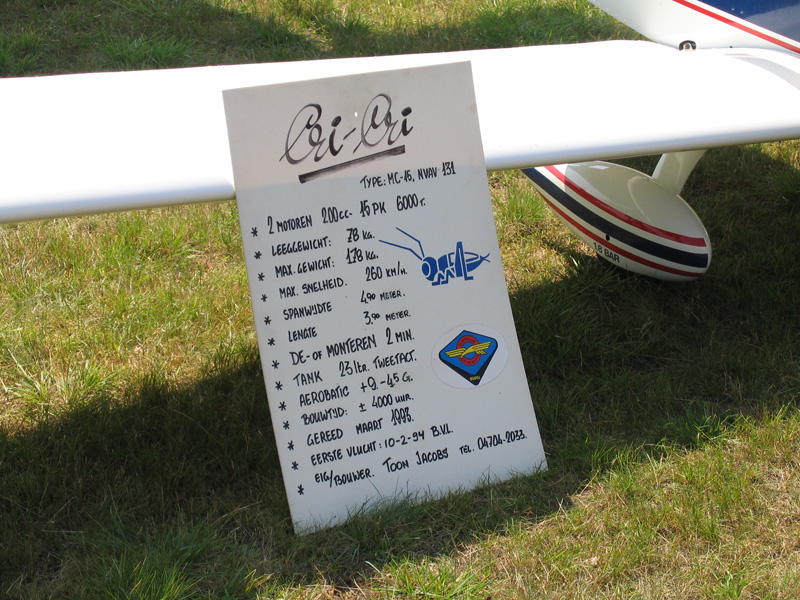 Cri-Cri
TYPE: MC-15, NVAV 131
* 2 MOTOREN 200cc- 15 PK 6000 r.
* LEEGGEWICHT: 78 KG.
* MAX. GEWICHT: 178 KG.
* MAX. SNELHEID. 260 KM/H.
* SPANWIJDTE 4,90 METER.
* LENGTE 3,90 METER.
* DE- OF MONTEREN 2 MIN.
* TANK 23 ltr. TWEETACT.
* AEROBATIC +9 -4,5 G.
* BOUWTIJD: ± 4000 UUR.
* GEREED MAART 1993.
* EERSTE VLUCHT: 10-2-94 B.V.I.
* EIG/BOUWER. TOON JACOBS TEL. 04704-2033.
1.8 BAR